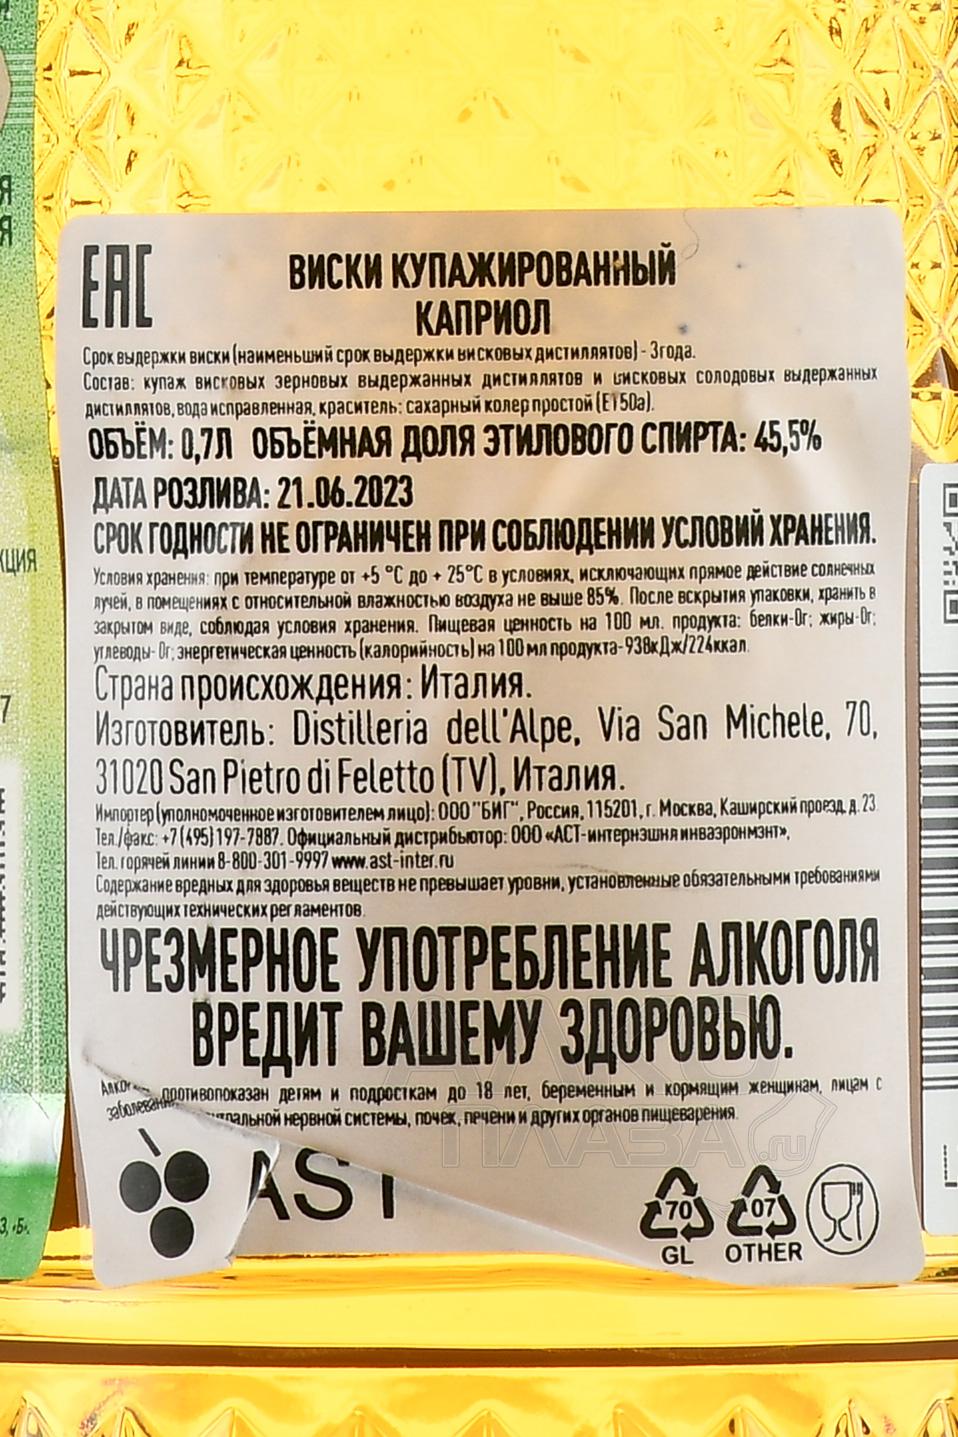 EAC
ВИСКИ КУПАЖИРОВАННЫЙ
КАПРИОЛ
Срок выдержки виски (наименьший срок выдержки висковых дистиллятов) - 3года.
Состав: купаж висковых зерновых выдержанных дистиллятов и висковых солодовых выдержанных
дистиллятов, вода исправленная, краситель: сахарный колер простой (Е150а).
ОБЪЁМ: 0,7Л ОБЪЁМНАЯ ДОЛЯ ЭТИЛОВОГО СПИРТА: 45,5%
ДАТА РОЗЛИВА: 21.06.2023
СРОК ГОДНОСТИ НЕ ОГРАНИЧЕН ПРИ СОБЛЮДЕНИИ УСЛОВИЙ ХРАНЕНИЯ.
Условия хранения: при температуре от +5 °С до + 25°С в условиях, исключающих прямое действие солнечных
лучей, в помещениях с относительной влажностью воздуха не выше 85%. После вскрытия упаковки, хранить в
закрытом виде, соблюдая условия хранения. Пищевая ценность на 100 мл. продукта: белки-0г; жиры-0г;
углеводы- 0г; энергетическая ценность (калорийность) на 100 мл продукта-938кДж/224ккал.
Страна происхождения: Италия.
Изготовитель: Distilleria dell'Alpe, Via San Michele, 70,
31020 San Pietro di Feletto (TV), Италия.
Импортер (уполномоченное изготовителем лицо): ООО "БИГ", Россия, 115201, г. Москва, Каширский проезд, д. 23.
Тел./факс: +7 (495) 197-7887. Официальный дистрибьютор: ООО «АСТ-интернэшнл инваэронмэнт»,
Тел. горячей линии 8-800-301-9997 www.ast-inter.ru
Содержание вредных для здоровья веществ не превышает уровни, установленные обязательными требованиями
действующих технических регламентов.
ЧРЕЗМЕРНОЕ УПОТРЕБЛЕНИЕ АЛКОГОЛЯ
ВРЕДИТ ВАШЕМУ ЗДОРОВЬЮ.
противопоказан детям и подросткам до 18 лет, беременным и кормящим женщинам, лицам с
нервной системы, почек, печени и других органов пищеварения.
AST
ПЛАЗА.ru
70 07
GL OTHER